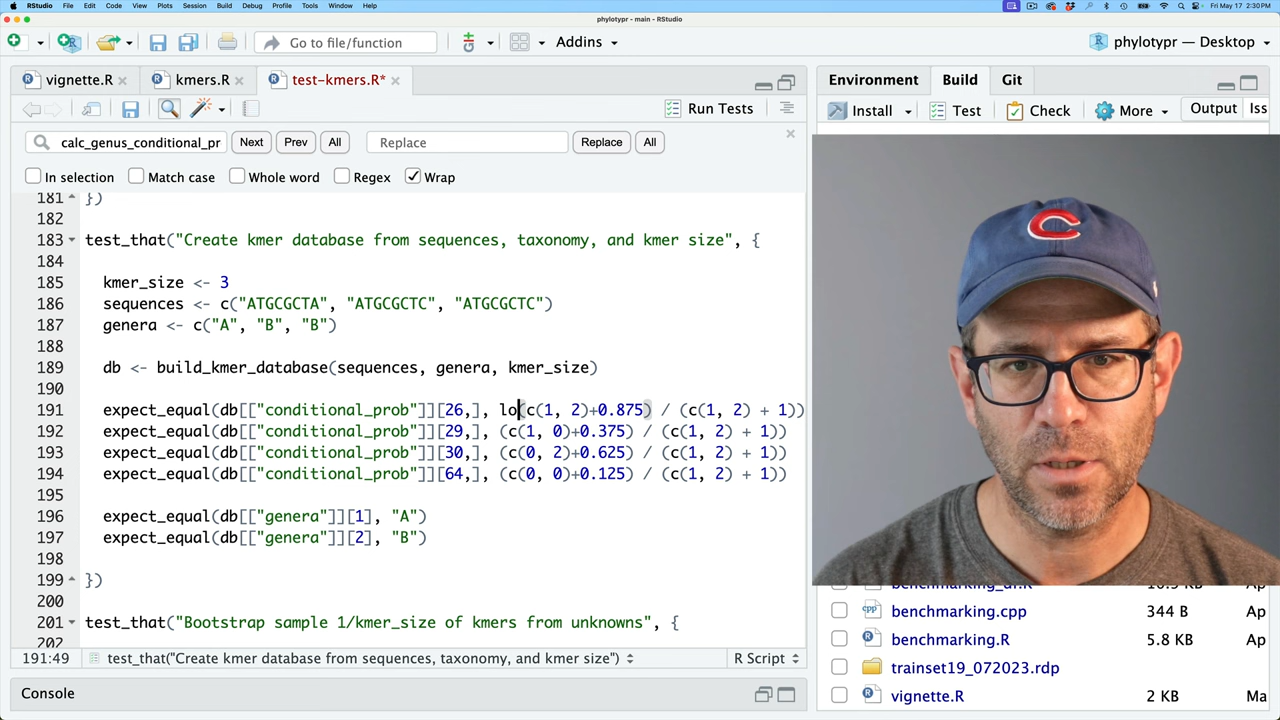 RStudio File Edit Code View Plots Session Build Debug Profile Tools Window Help Fri May 17 2:30 PM
phylotypr - main - RStudio
Go to file/function Addins phylotypr — Desktop
vignette.R kmers.R test-kmers.R* Environment Build Git
Run Tests Install Test Check More Output Iss
calc_genus_conditional_pr Next Prev All Replace Replace All
In selection Match case Whole word Regex Wrap
181 })
182
183 test_that("Create kmer database from sequences, taxonomy, and kmer size", {
184
185 kmer_size <- 3
186 sequences <- c("ATGCGCTA", "ATGCGCTC", "ATGCGCTC")
187 genera <- c("A", "B", "B")
188
189 db <- build_kmer_database(sequences, genera, kmer_size)
190
191 expect_equal(db[["conditional_prob"]][26,], lo(c(1, 2)+0.875) / (c(1, 2) + 1))
192 expect_equal(db[["conditional_prob"]][29,], (c(1, 0)+0.375) / (c(1, 2) + 1))
193 expect_equal(db[["conditional_prob"]][30,], (c(0, 2)+0.625) / (c(1, 2) + 1))
194 expect_equal(db[["conditional_prob"]][64,], (c(0, 0)+0.125) / (c(1, 2) + 1))
195
196 expect_equal(db[["genera"]][1], "A")
197 expect_equal(db[["genera"]][2], "B")
198
199 })
200
201 test_that("Bootstrap sample 1/kmer_size of kmers from unknowns", {
202
191:49 test_that("Create kmer database from sequences, taxonomy, and kmer size") R Script
Console
C
benchmarking.cpp 344 B Ap
benchmarking.R 5.8 KB Ap
trainset19_072023.rdp
vignette.R 2 KB Ma